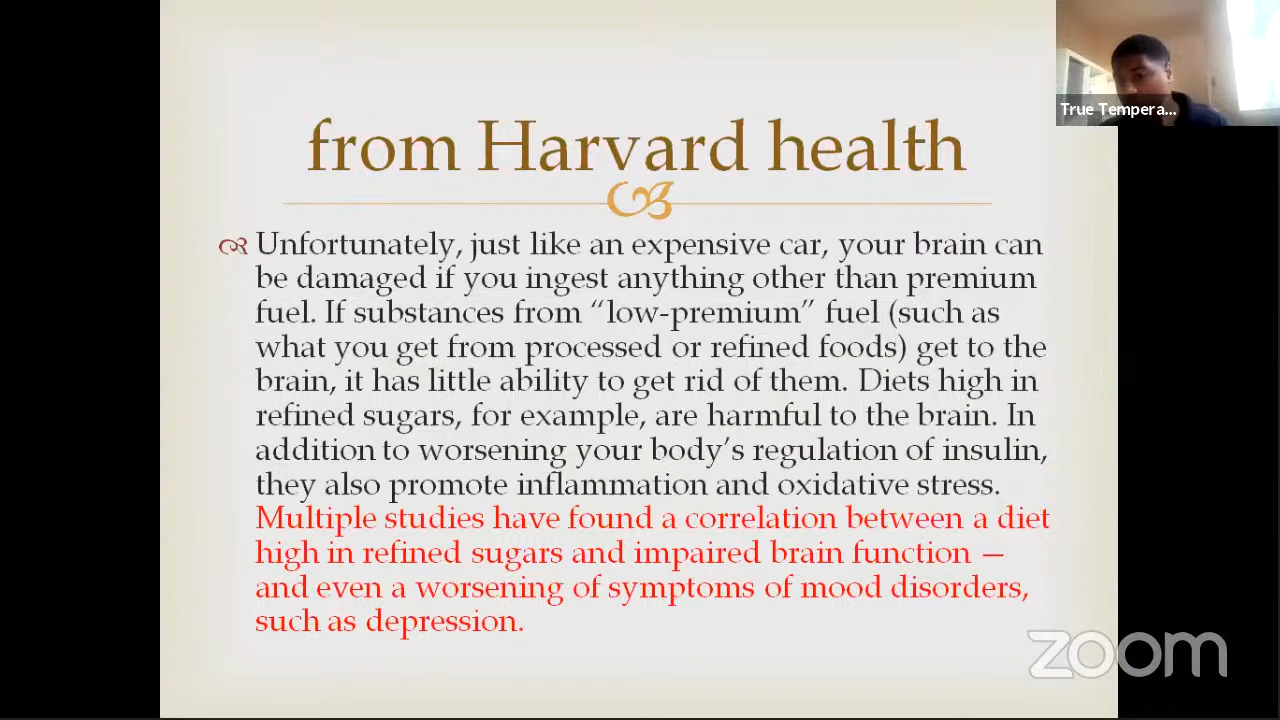 from Harvard health
Unfortunately, just like an expensive car, your brain can
be damaged if you ingest anything other than premium
fuel. If substances from “low-premium” fuel (such as
what you get from processed or refined foods) get to the
brain, it has little ability to get rid of them. Diets high in
refined sugars, for example, are harmful to the brain. In
addition to worsening your body’s regulation of insulin,
they also promote inflammation and oxidative stress.
Multiple studies have found a correlation between a diet
high in refined sugars and impaired brain function —
and even a worsening of symptoms of mood disorders,
such as depression.
True Tempera...
zoom